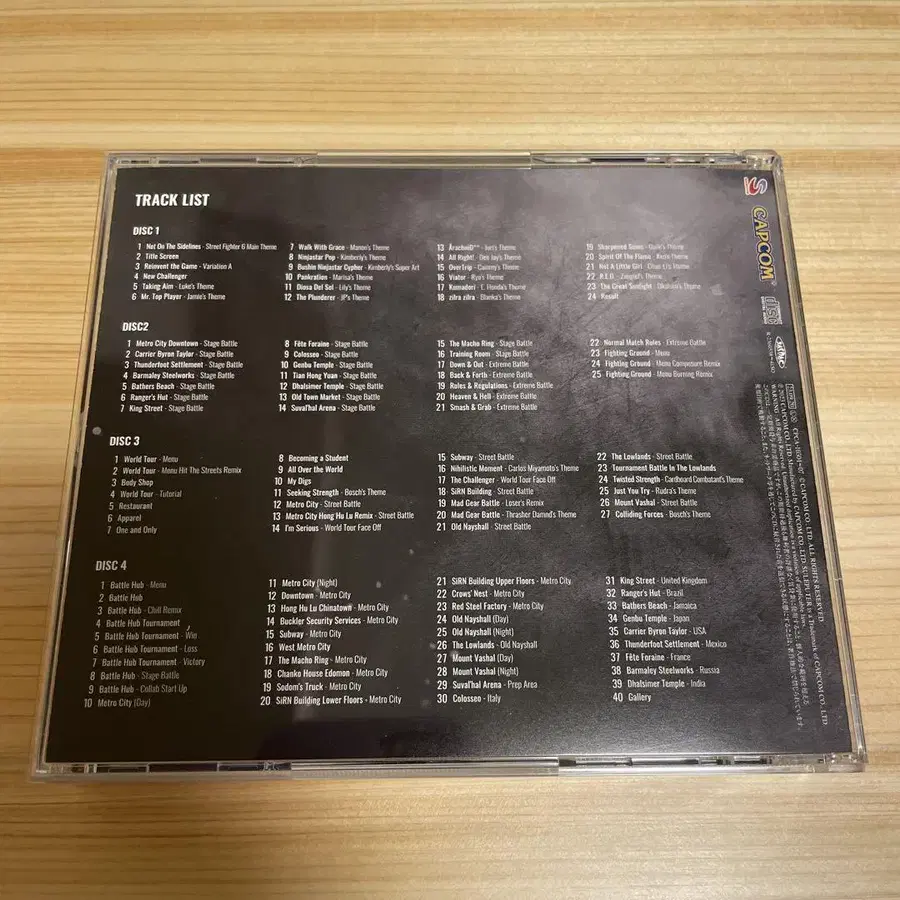 TRACK LIST
DISC 1
1 Not On The Sidelines - Street Fighter 6 Main Theme
2 Title Screen
3 Reinvent the Game - Variation A
4 New Challenger
5 Taking Aim - Luke's Theme
6 Mr. Top Player - Jamie's Theme
7 Walk With Grace - Manon's Theme
8 Ninjastar Pop - Kimberly's Theme
9 Bushin Ninjastar Cypher - Kimberly's Super Art
10 Pankration - Marisa's Theme
11 Diosa Del Sol - Lily's Theme
12 The Plunderer - JP's Theme
13 - Juri's Theme
14 All Right! - Dee Jay's Theme
15 OverTrip - Cammy's Theme
16 Viator - Ryu's Theme
17 Kumadori - E. Honda's Theme
18 zilra zilra - Blanka's Theme
19 Sharpened Sonic - Guile's Theme
20 Spirit Of The Flame - Ken's Theme
21 Not A Little Girl - Chun-Li's Theme
22 R.E.D. - Zangief's Theme
23 The Great Sunlight - Dhalsim's Theme
24 Result
DISC2
1 Metro City Downtown - Stage Battle
2 Carrier Byron Taylor - Stage Battle
3 Thunderfoot Settlement - Stage Battle
4 Barmaley Steelworks - Stage Battle
5 Bathers Beach - Stage Battle
6 Ranger's Hut - Stage Battle
7 King Street - Stage Battle
8 Fête Foraine - Stage Battle
9 Colosseo - Stage Battle
10 Genbu Temple - Stage Battle
11 Tian Hong Yuan - Stage Battle
12 Dhalsimer Temple - Stage Battle
13 Old Town Market - Stage Battle
14 Suval'hal Arena - Stage Battle
15 The Macho Ring - Stage Battle
16 Training Room - Stage Battle
17 Down & Out - Extreme Battle
18 Back & Forth - Extreme Battle
19 Rules & Regulations - Extreme Battle
20 Heaven & Hell - Extreme Battle
21 Smash & Grab - Extreme Battle
22 Normal Match Rules - Extreme Battle
23 Fighting Ground - Menu
24 Fighting Ground - Menu Composure Remix
25 Fighting Ground - Menu Burning Remix
DISC 3
1 World Tour - Menu
2 World Tour - Menu Hit The Streets Remix
3 Body Shop
4 World Tour - Tutorial
5 Restaurant
6 Apparel
7 One and Only
8 Becoming a Student
9 All Over the World
10 My Digs
11 Seeking Strength - Bosch's Theme
12 Metro City - Street Battle
13 Metro City Hong Hu Lu Remix - Street Battle
14 I'm Serious - World Tour Face Off
15 Subway - Street Battle
16 Nihilistic Moment - Carlos Miyamoto's Theme
17 The Challenger - World Tour Face Off
18 SiRN Building - Street Battle
19 Mad Gear Battle - Loser's Remix
20 Mad Gear Battle - Thrasher Damnd's Theme
21 Old Nayshall - Street Battle
22 The Lowlands - Street Battle
23 Tournament Battle In The Lowlands
24 Twisted Strength - Cardboard Combatant's Theme
25 Just You Try - Rudra's Theme
26 Mount Vashal - Street Battle
27 Colliding Forces - Bosch's Theme
DISC 4
1 Battle Hub - Menu
2 Battle Hub
3 Battle Hub - Chill Remix
4 Battle Hub Tournament
5 Battle Hub Tournament - Win
6 Battle Hub Tournament - Loss
7 Battle Hub Tournament - Victory
8 Battle Hub - Stage Battle
9 Battle Hub - Collab Start Up
10 Metro City (Day)
11 Metro City (Night)
12 Downtown - Metro City
13 Hong Hu Lu Chinatown - Metro City
14 Buckler Security Services - Metro City
15 Subway - Metro City
16 West Metro City
17 The Macho Ring - Metro City
18 Chanko House Edomon - Metro City
19 Sodom's Truck - Metro City
20 SiRN Building Lower Floors - Metro City
21 SiRN Building Upper Floors - Metro City
22 Crows' Nest - Metro City
23 Red Steel Factory - Metro City
24 Old Nayshall (Day)
25 Old Nayshall (Night)
26 The Lowlands - Old Nayshall
27 Mount Vashal (Day)
28 Mount Vashal (Night)
29 Suval'hal Arena - Prep Area
30 Colosseo - Italy
31 King Street - United Kingdom
32 Ranger's Hut - Brazil
33 Bathers Beach - Jamaica
34 Genbu Temple - Japan
35 Carrier Byron Taylor - USA
36 Thunderfoot Settlement - Mexico
37 Fête Foraine - France
38 Barmaley Steelworks - Russia
39 Dhalsimer Temple - India
40 Gallery
CAPCOM
disc